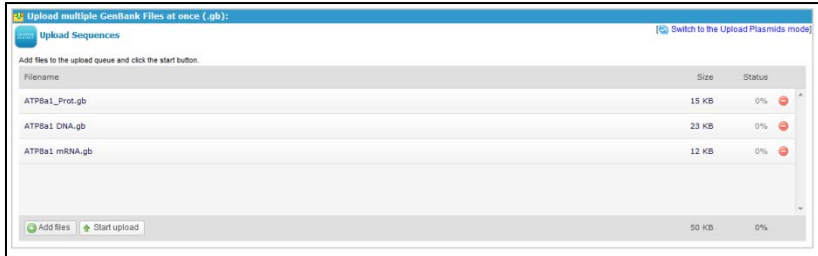 Upload multiple GenBank Files at once (.gb):
Upload Sequences
[Switch to the Upload Plasmids mode]
Add files to the upload queue and click the start button.
Filename Size Status
ATP8a1_Prot.gb 15 KB 0%
ATP8a1 DNA.gb 23 KB 0%
ATP8a1 mRNA.gb 12 KB 0%
Add files Start upload 50 KB 0%